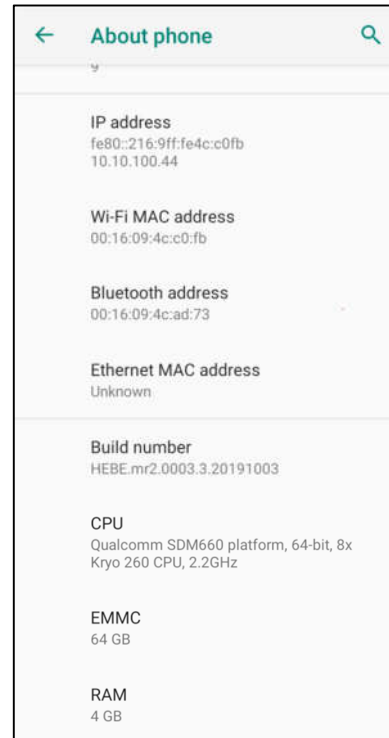 About phone
9
IP address
fe80::216:9ff:fe4c:c0fb
10.10.100.44
Wi-Fi MAC address
00:16:09:4c:c0:fb
Bluetooth address
00:16:09:4c:ad:73
Ethernet MAC address
Unknown
Build number
HEBE.mr2.0003.3.20191003
CPU
Qualcomm SDM660 platform, 64-bit, 8x
Kryo 260 CPU, 2.2GHz
EMMC
64 GB
RAM
4 GB